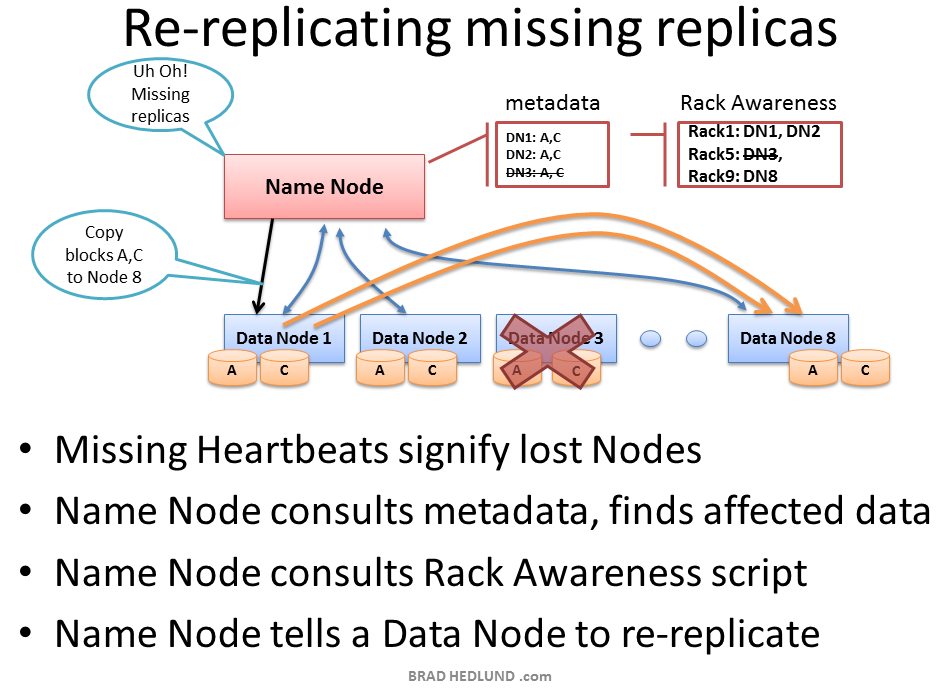 Re-replicating missing replicas
Uh Oh!
Missing
replicas
metadata
DN1: A,C
DN2: A,C
DN3: A, C
Rack Awareness
Rack1: DN1, DN2
Rack5: DN3,
Rack9: DN8
Name Node
Copy
blocks A,C
to Node 8
Data Node 1
A
C
Data Node 2
A
C
Data Node 3
A
C
Data Node 8
A
C
• Missing Heartbeats signify lost Nodes
• Name Node consults metadata, finds affected data
• Name Node consults Rack Awareness script
• Name Node tells a Data Node to re-replicate
BRAD HEDLUND .com